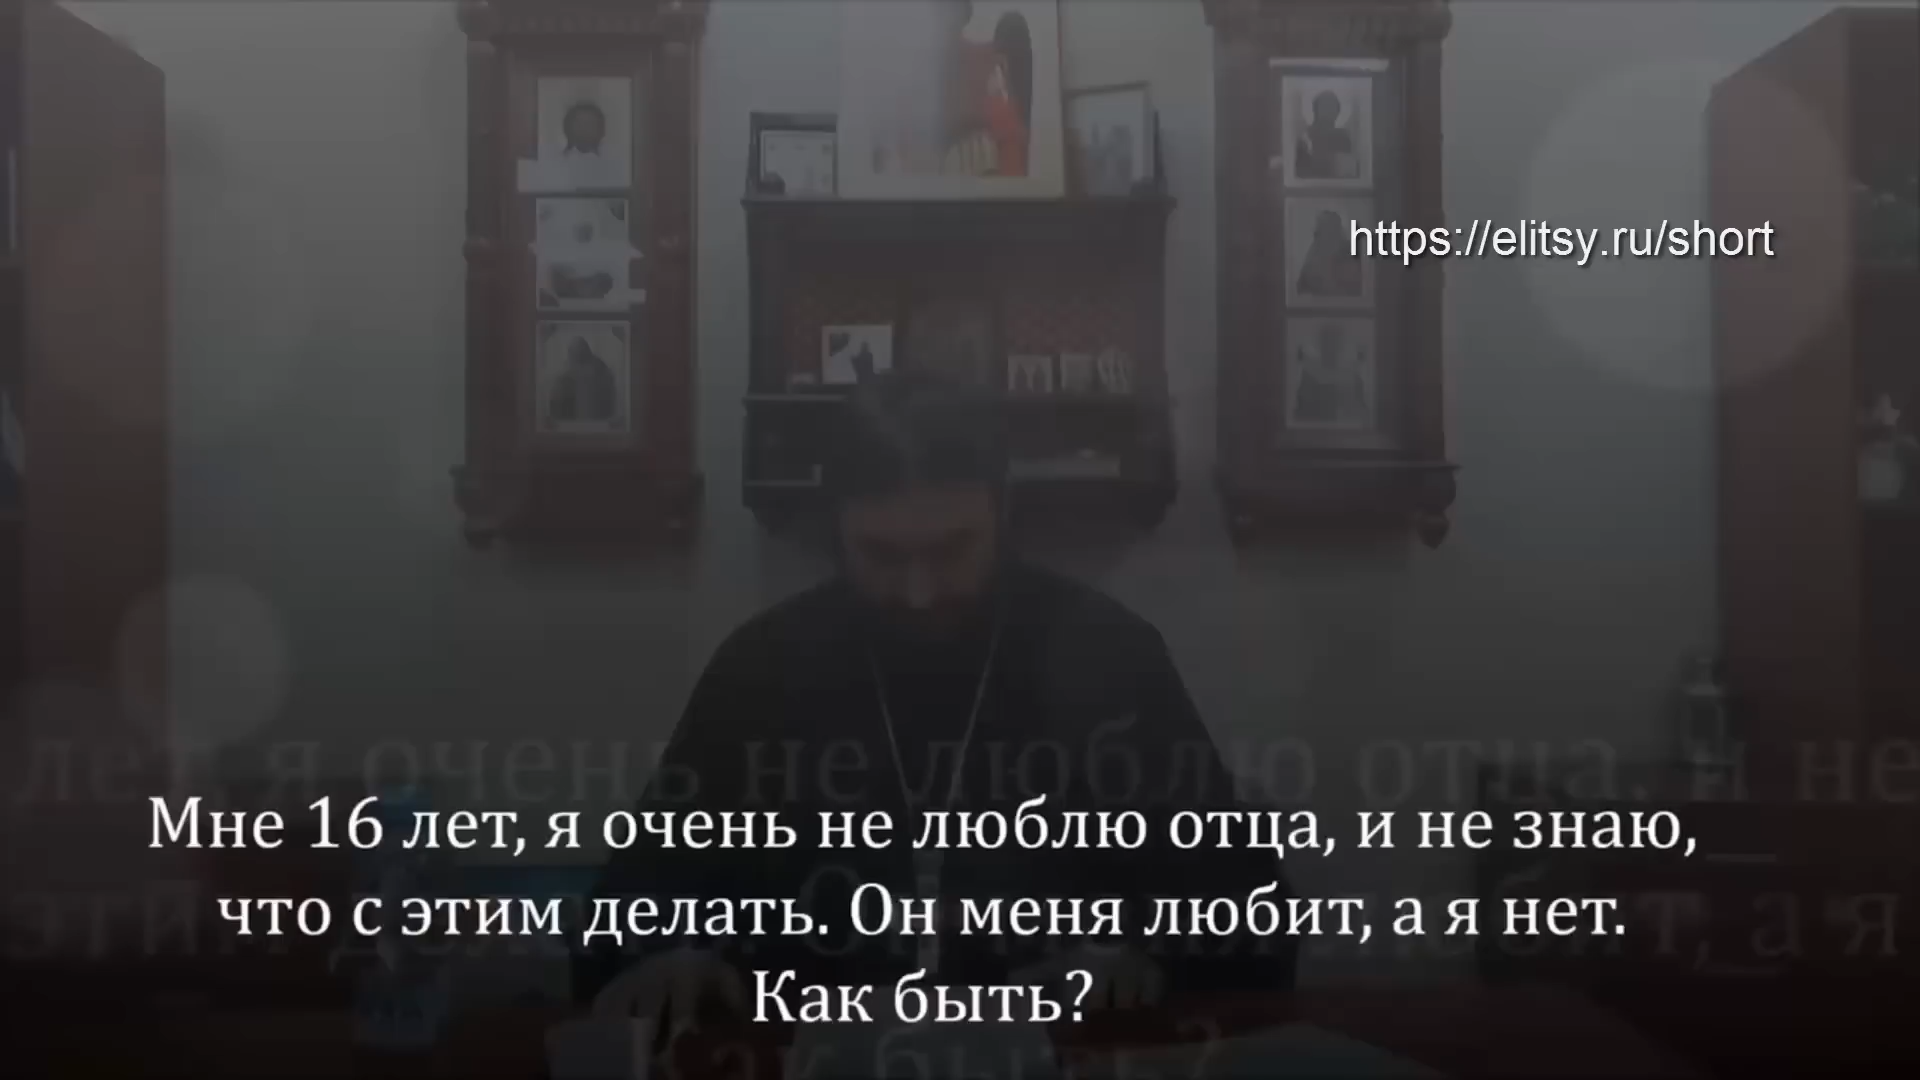 https://elitsy.ru/short
Мне 16 лет, я очень не люблю отца, и не знаю,
что с этим делать. Он меня любит, а я нет.
Как быть?